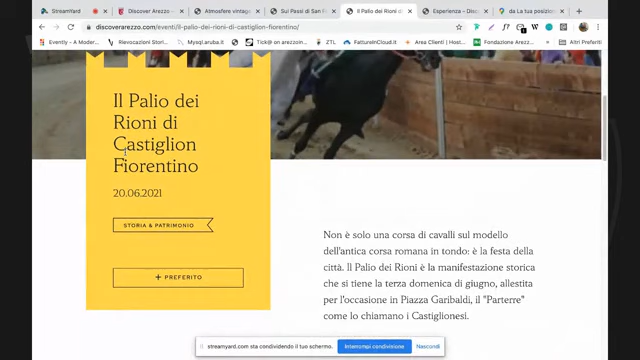 StreamYard
Discover Arezzo –
Atmosfere vintage
Sui Passi di San F
Il Palio dei Rioni di
Esperienza – Disco
da La tua posizion
discoverarezzo.com/eventi/il-palio-dei-rioni-di-castiglion-fiorentino/
Evently - A Moder...
Rievocazioni Storic...
Mysql.aruba.it
Tick@ on arezzoin...
ZTL
FattureInCloud.it
Area Clienti | Host...
Fondazione Arezzo...
Altri Preferiti
Il Palio dei
Rioni di
Castiglion
Fiorentino
20.06.2021
STORIA & PATRIMONIO
+ PREFERITO
Non è solo una corsa di cavalli sul modello
dell'antica corsa romana in tondo: è la festa della
città. Il Palio dei Rioni è la manifestazione storica
che si tiene la terza domenica di giugno, allestita
per l'occasione in Piazza Garibaldi, il "Parterre"
come lo chiamano i Castiglionesi.
streamyard.com sta condividendo il tuo schermo.
Interrompi condivisione
Nascondi